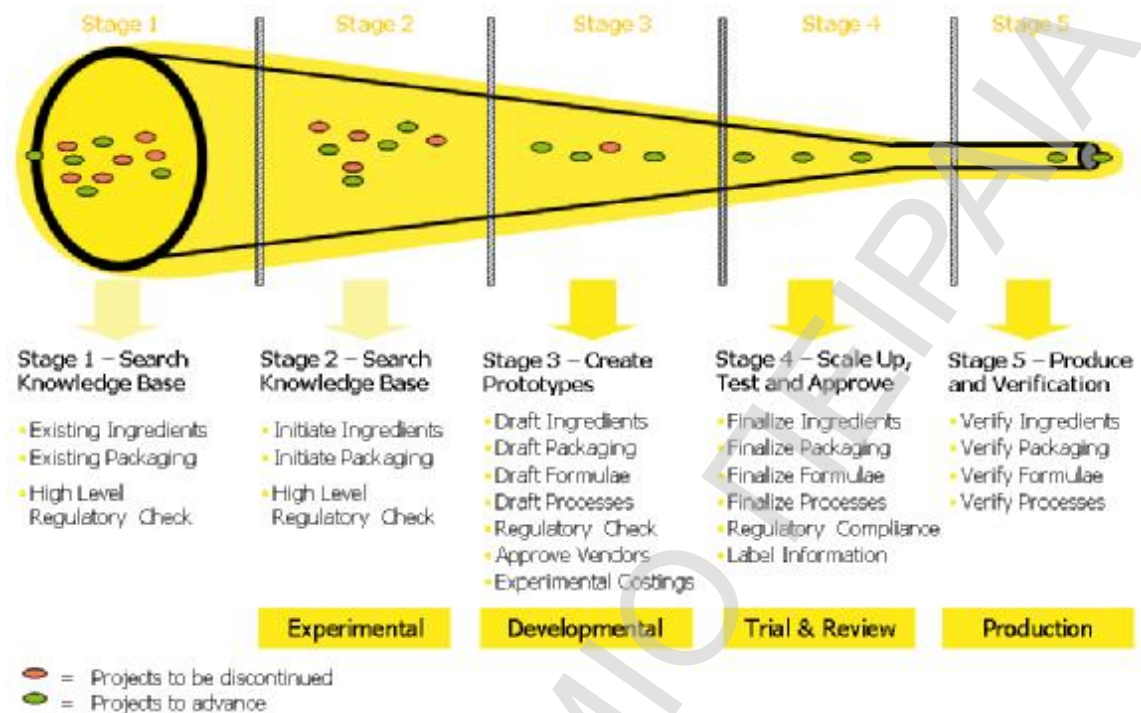 Stage 1
Stage 2
Stage 3
Stage 4
Stage 5
Stage 1 – Search
Knowledge Base
• Existing Ingredients
• Existing Packaging
• High Level
Regulatory Check
Stage 2 – Search
Knowledge Base
• Initiate Ingredients
• Initiate Packaging
• High Level
Regulatory Check
Experimental
Stage 3 – Create
Prototypes
• Draft Ingredients
• Draft Packaging
• Draft Formulae
• Draft Processes
• Regulatory Check
• Approve Vendors
• Experimental Costings
Developmental
Stage 4 – Scale Up,
Test and Approve
• Finalize Ingredients
• Finalize Packaging
• Finalize Formulae
• Finalize Processes
• Regulatory Compliance
• Label Information
Trial & Review
Stage 5 – Produce
and Verification
• Verify Ingredients
• Verify Packaging
• Verify Formulae
• Verify Processes
Production
= Projects to be discontinued
= Projects to advance